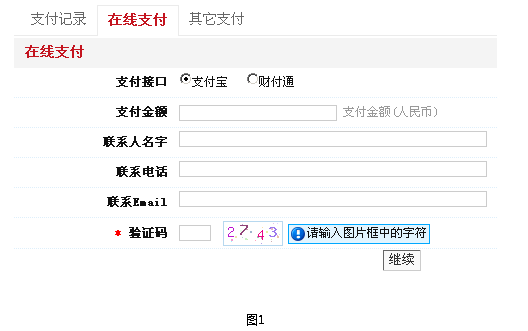 支付记录 在线支付 其它支付
在线支付
支付接口 支付宝 财付通
支付金额 支付金额(人民币)
联系人名字
联系电话
联系Email
* 验证码 2743 请输入图片框中的字符
继续
图1